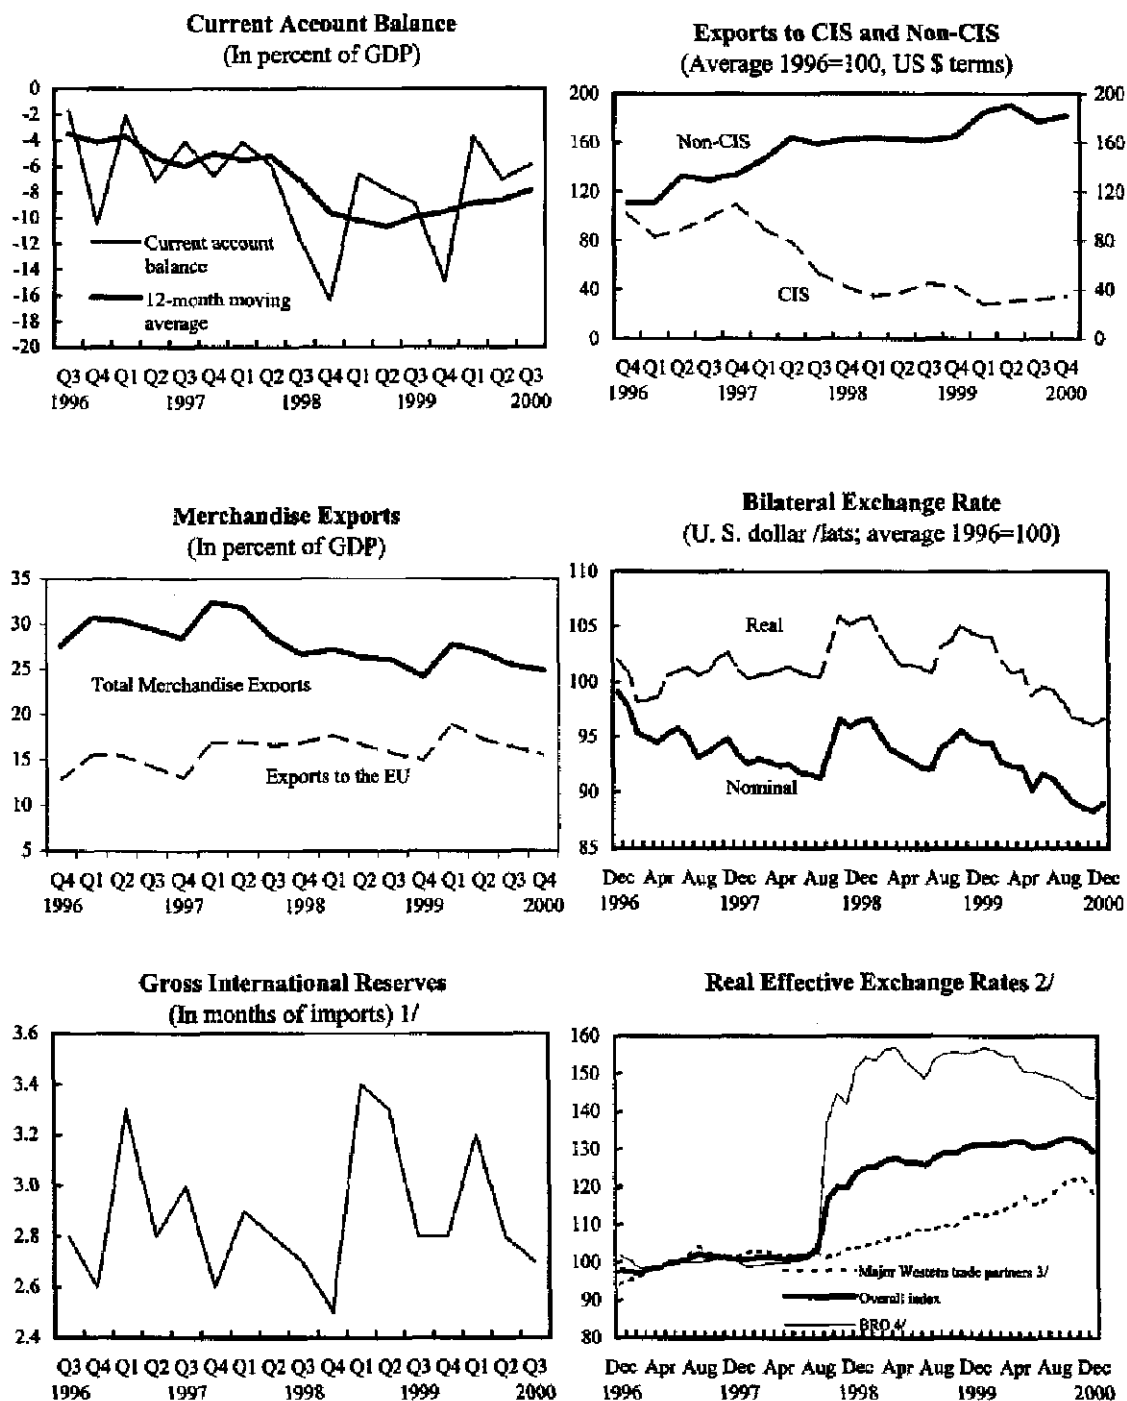 Current Account Balance
(In percent of GDP)
0
-2
-4
-6
-8
-10
-12
-14
-16
-18
-20
Current account
balance
12-month moving
average
Q3 Q4 Q1 Q2 Q3 Q4 Q1 Q2 Q3 Q4 Q1 Q2 Q3 Q4 Q1 Q2 Q3
1996 1997 1998 1999 2000
Exports to CIS and Non-CIS
(Average 1996=100, US $ terms)
200 200
160 160
120 120
80 80
40 40
0 0
Non-CIS
CIS
Q4 Q1 Q2 Q3 Q4 Q1 Q2 Q3 Q4 Q1 Q2 Q3 Q4 Q1 Q2 Q3 Q4
1996 1997 1998 1999 2000
Merchandise Exports
(In percent of GDP)
35
30
25
20
15
10
5
Total Merchandise Exports
Exports to the EU
Q4 Q1 Q2 Q3 Q4 Q1 Q2 Q3 Q4 Q1 Q2 Q3 Q4 Q1 Q2 Q3 Q4
1996 1997 1998 1999 2000
Bilateral Exchange Rate
(U. S. dollar /lats; average 1996=100)
110
105
100
95
90
85
Real
Nominal
Dec Apr Aug Dec Apr Aug Dec Apr Aug Dec Apr Aug Dec
1996 1997 1998 1999 2000
Gross International Reserves
(In months of imports) 1/
3.6
3.4
3.2
3.0
2.8
2.6
2.4
Q3 Q4 Q1 Q2 Q3 Q4 Q1 Q2 Q3 Q4 Q1 Q2 Q3 Q4 Q1 Q2 Q3
1996 1997 1998 1999 2000
Real Effective Exchange Rates 2/
160
150
140
130
120
110
100
90
80
Major Western trade partners 3/
Overall index
BRO 4/
Dec Apr Aug Dec Apr Aug Dec Apr Aug Dec Apr Aug Dec
1996 1997 1998 1999 2000